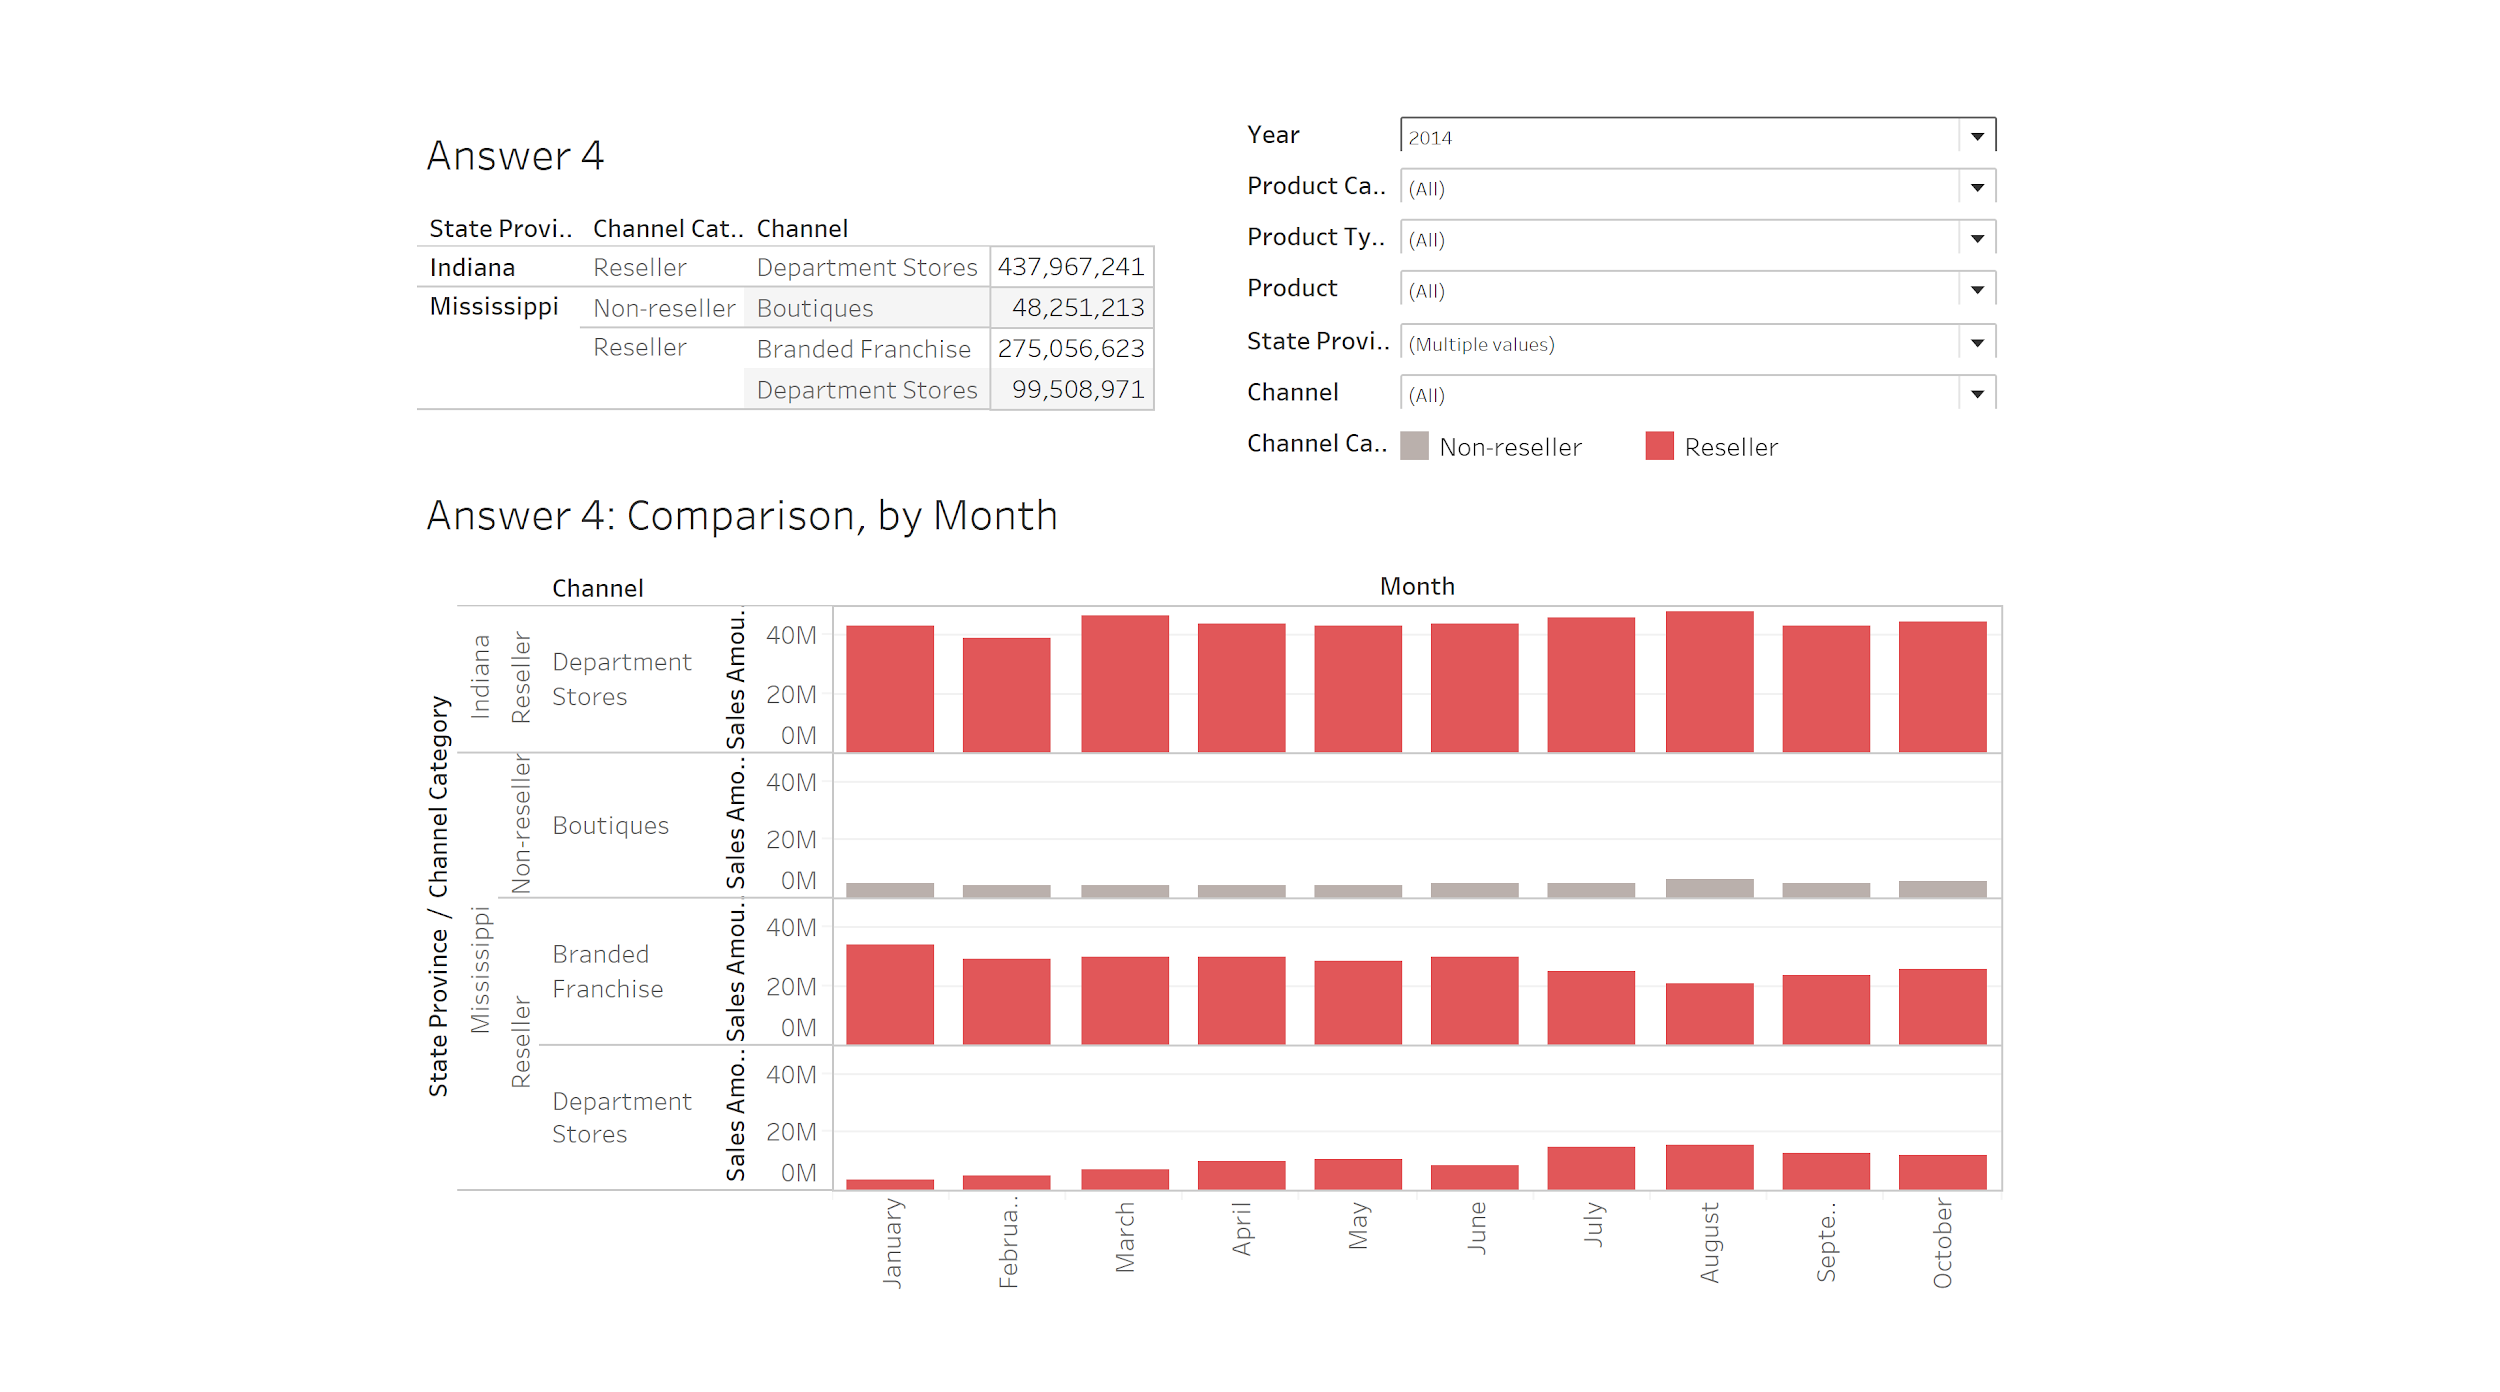 Answer 4
State Provi.. Channel Cat.. Channel
Indiana Reseller Department Stores 437,967,241
Mississippi Non-reseller Boutiques 48,251,213
Reseller Branded Franchise 275,056,623
Department Stores 99,508,971
Year 2014
Product Ca.. (All)
Product Ty.. (All)
Product (All)
State Provi.. (Multiple values)
Channel (All)
Channel Ca.. Non-reseller Reseller
Answer 4: Comparison, by Month
Channel
Month
State Province / Channel Category
Indiana
Reseller
Department
Stores
Sales Amou..
40M
20M
0M
Mississippi
Non-reseller
Boutiques
Sales Amo..
40M
20M
0M
Reseller
Branded
Franchise
Sales Amou..
40M
20M
0M
Department
Stores
Sales Amo..
40M
20M
0M
January
Februa..
March
April
May
June
July
August
Septe..
October